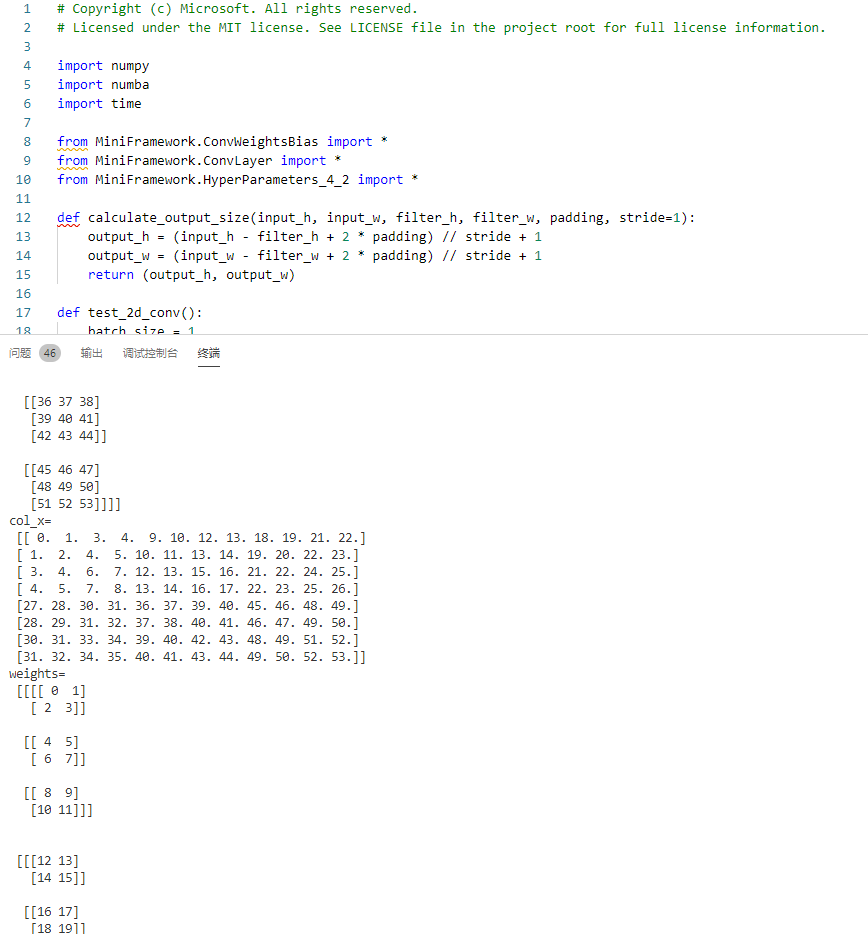 1 # Copyright (c) Microsoft. All rights reserved.
2 # Licensed under the MIT license. See LICENSE file in the project root for full license information.
3
4 import numpy
5 import numba
6 import time
7
8 from MiniFramework.ConvWeightsBias import *
9 from MiniFramework.ConvLayer import *
10 from MiniFramework.HyperParameters_4_2 import *
11
12 def calculate_output_size(input_h, input_w, filter_h, filter_w, padding, stride=1):
13     output_h = (input_h - filter_h + 2 * padding) // stride + 1
14     output_w = (input_w - filter_w + 2 * padding) // stride + 1
15     return (output_h, output_w)
16
17 def test_2d_conv():
18     batch_size = 1
问题 46 输出 调试控制台 终端
[[36 37 38]
[39 40 41]
[42 43 44]]
[[45 46 47]
[48 49 50]
[51 52 53]]]]
col_x=
[[ 0.  1.  3.  4.  9. 10. 12. 13. 18. 19. 21. 22.]
[ 1.  2.  4.  5. 10. 11. 13. 14. 19. 20. 22. 23.]
[ 3.  4.  6.  7. 12. 13. 15. 16. 21. 22. 24. 25.]
[ 4.  5.  7.  8. 13. 14. 16. 17. 22. 23. 25. 26.]
[27. 28. 30. 31. 36. 37. 39. 40. 45. 46. 48. 49.]
[28. 29. 31. 32. 37. 38. 40. 41. 46. 47. 49. 50.]
[30. 31. 33. 34. 39. 40. 42. 43. 48. 49. 51. 52.]
[31. 32. 34. 35. 40. 41. 43. 44. 49. 50. 52. 53.]]
weights=
[[[[ 0  1]
[ 2  3]]
[[ 4  5]
[ 6  7]]
[[ 8  9]
[10 11]]]
[[[12 13]
[14 15]]
[[16 17]
[18 19]]